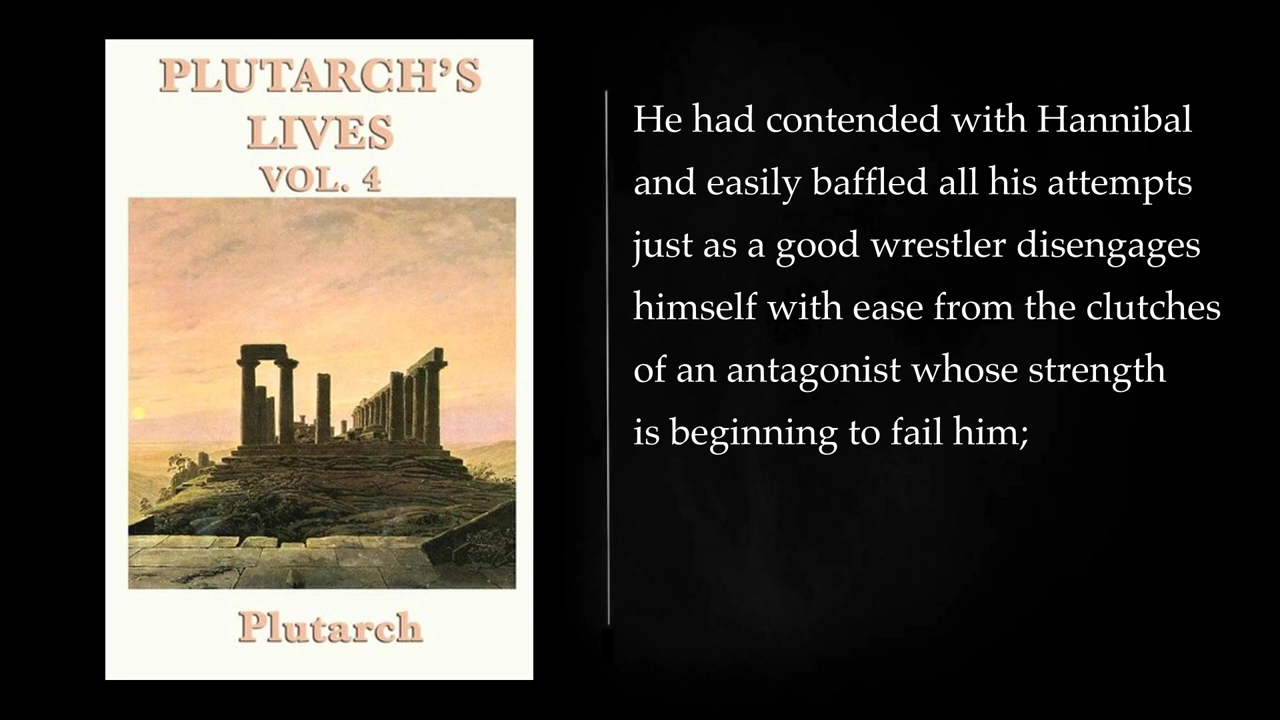 PLUTARCH'S
LIVES
VOL. 4
Plutarch
He had contended with Hannibal
and easily baffled all his attempts
just as a good wrestler disengages
himself with ease from the clutches
of an antagonist whose strength
is beginning to fail him;